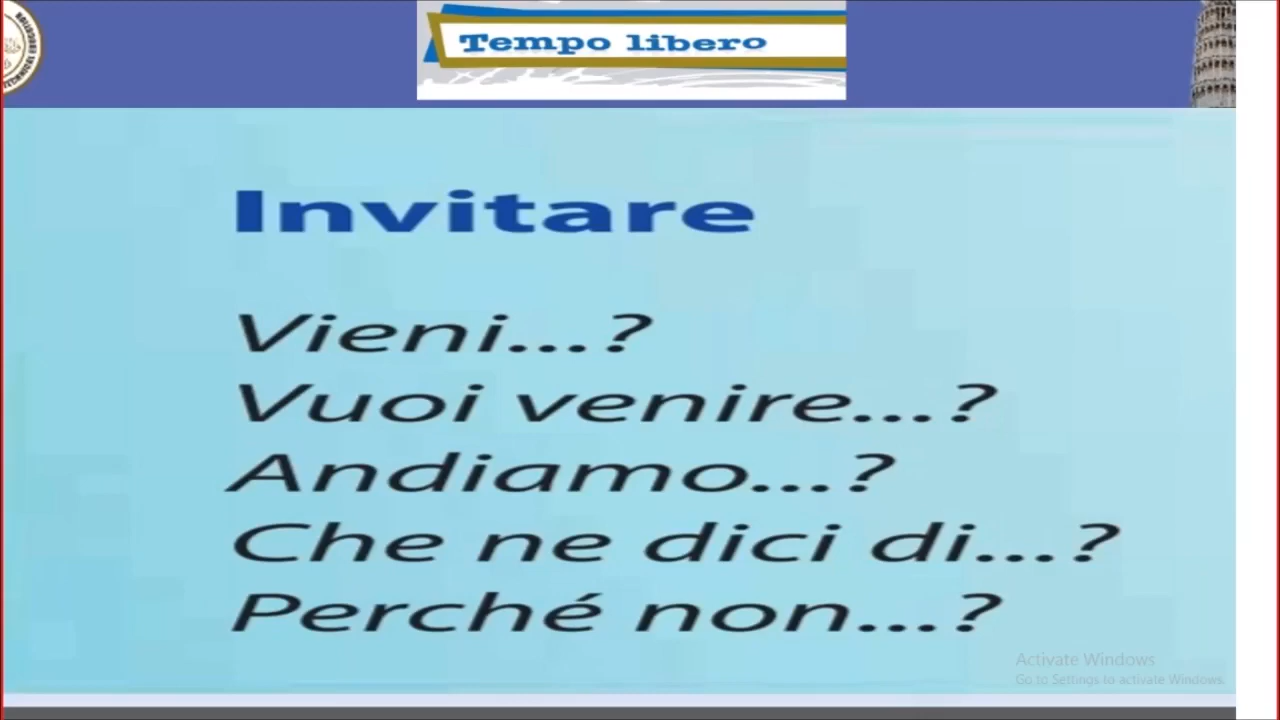 Tempo libero
Invitare
Vieni...?
Vuoi venire...?
Andiamo...?
Che ne dici di...?
Perché non...?
Activate Windows
Go to Settings to activate Windows.